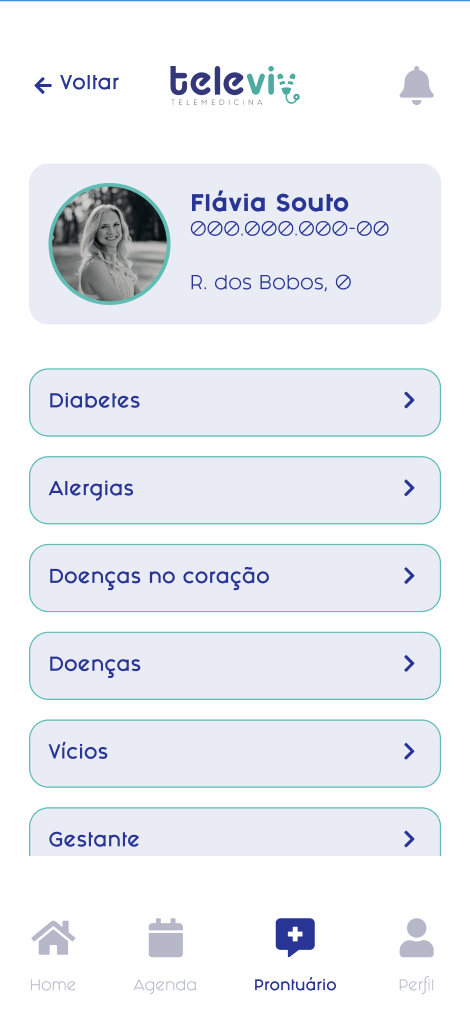 Voltar
televiv
TELEMEDICINA
Flávia Souto
000.000.000-00
R. dos Bobos, 0
Diabetes
Alergias
Doenças no coração
Doenças
Vícios
Gestante
Home
Agenda
Prontuário
Perfil